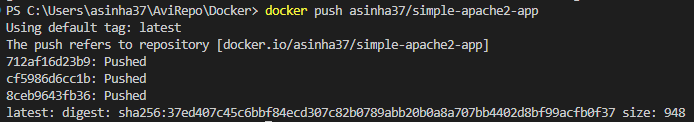 PS C:\Users\asinha37\AviRepo\Docker> docker push asinha37/simple-apache2-app
Using default tag: latest
The push refers to repository [docker.io/asinha37/simple-apache2-app]
712af16d23b9: Pushed
cf5986d6cc1b: Pushed
8ceb9643fb36: Pushed
latest: digest: sha256:37ed407c45c6bbf84ecd307c82b0789abb20b0a8a707bb4402d8bf99acfb0f37 size: 948